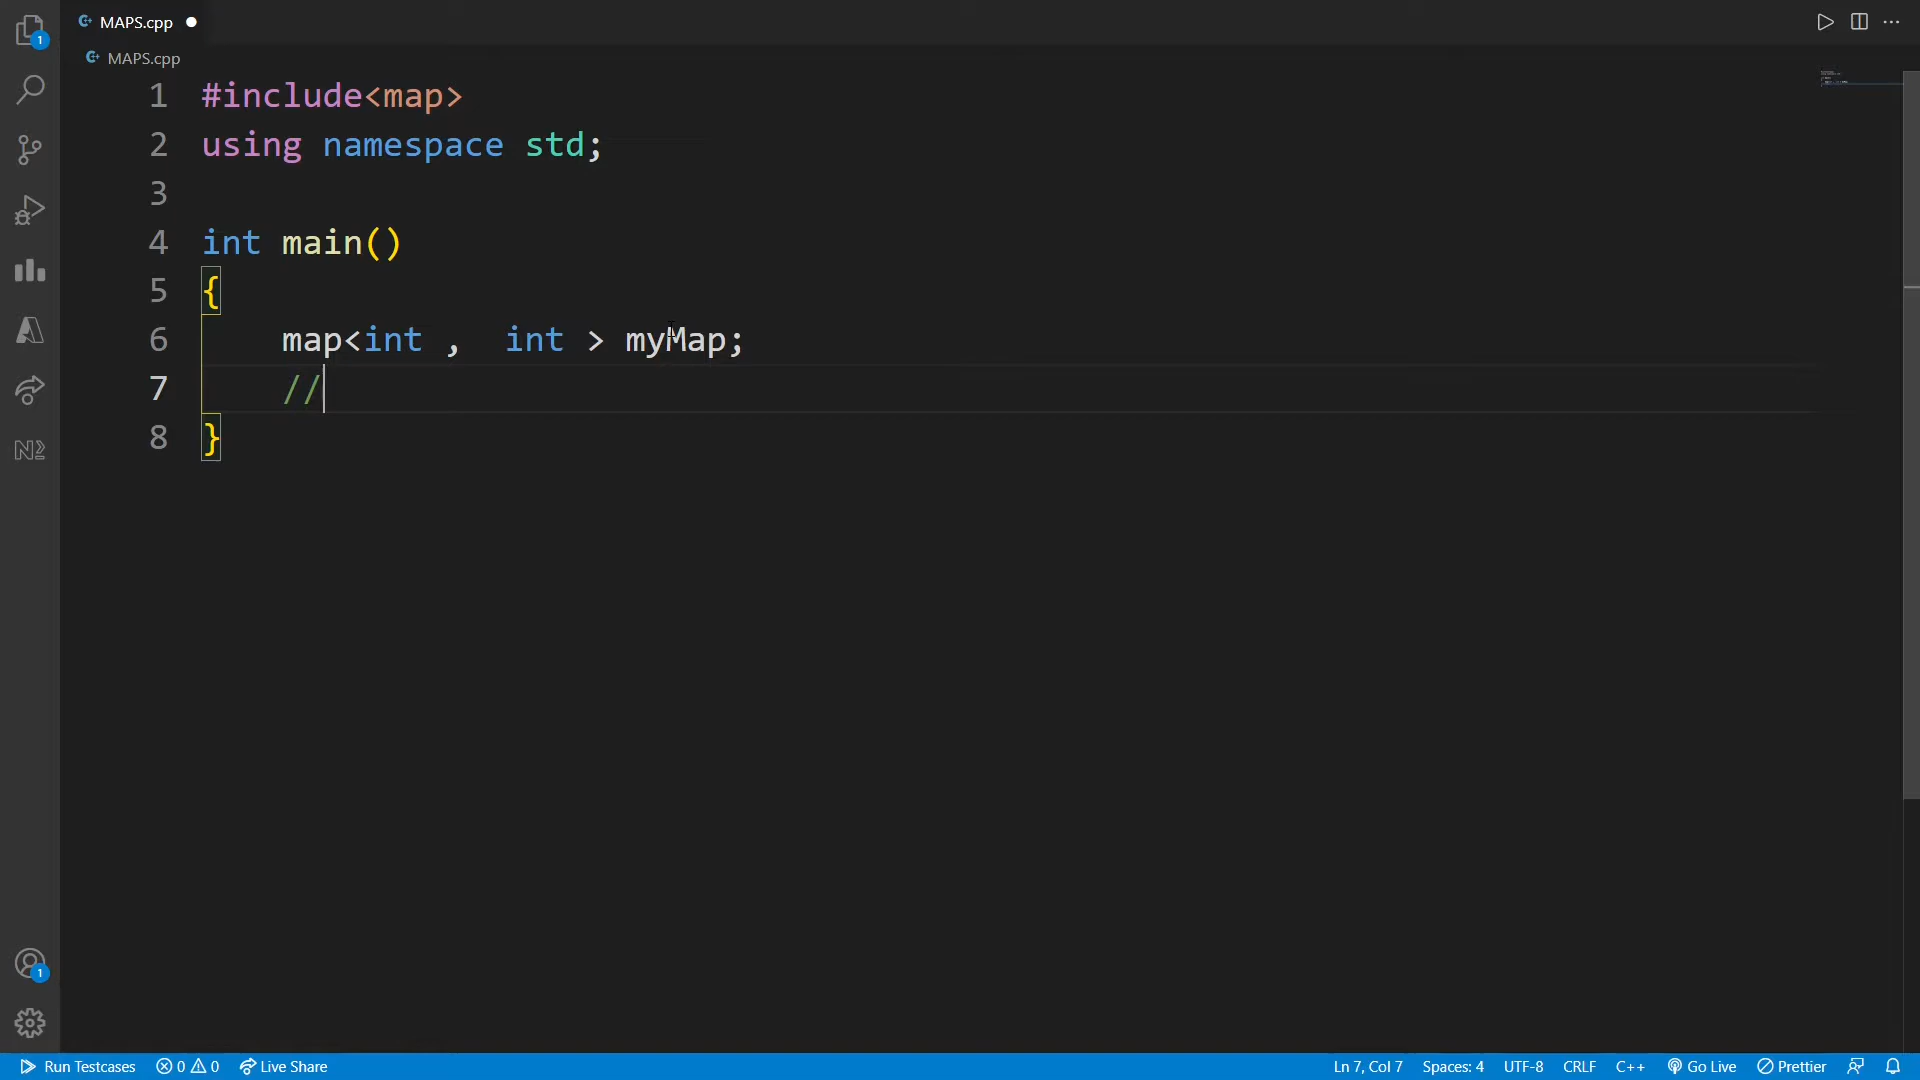 MAPS.cpp
MAPS.cpp
1 #include<map>
2 using namespace std;
3
4 int main()
5 {
6     map<int ,  int > myMap;
7     //
8 }
1
1
Run Testcases 0 0 Live Share Ln 7, Col 7 Spaces: 4 UTF-8 CRLF C++ Go Live Prettier